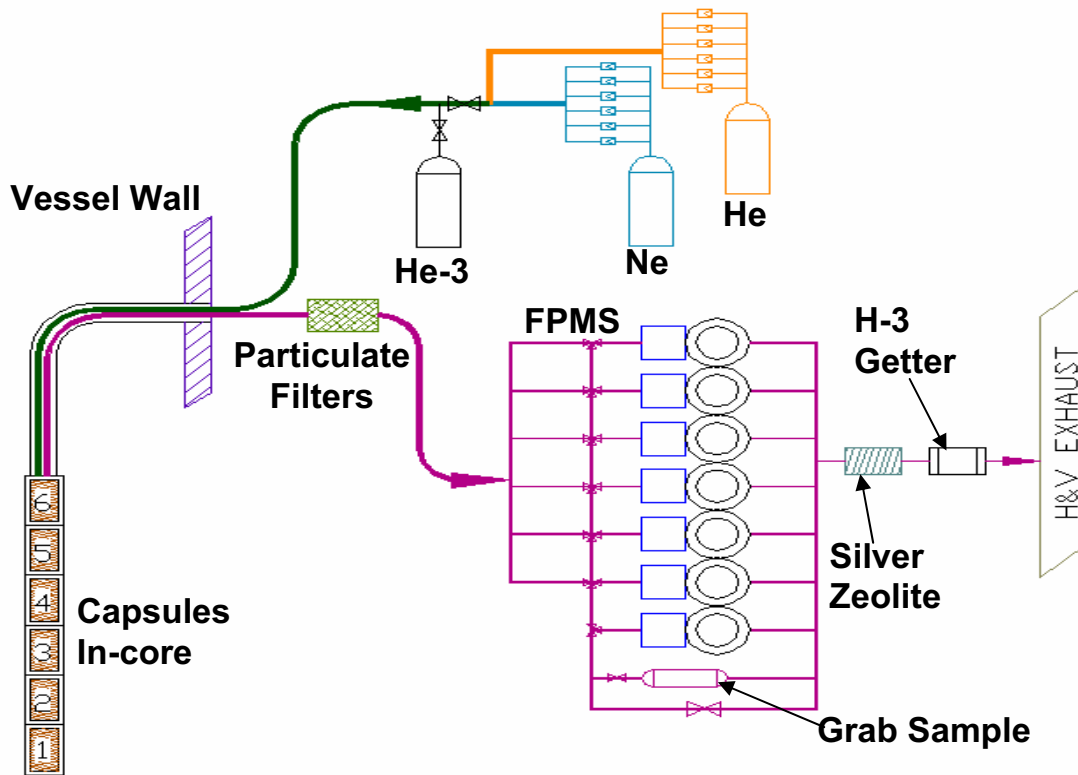 He
Ne
He-3
Vessel Wall
Particulate
Filters
FPMS
H-3
Getter
H&V EXHAUST
Silver
Zeolite
Grab Sample
Capsules
In-core
6
5
4
3
2
1